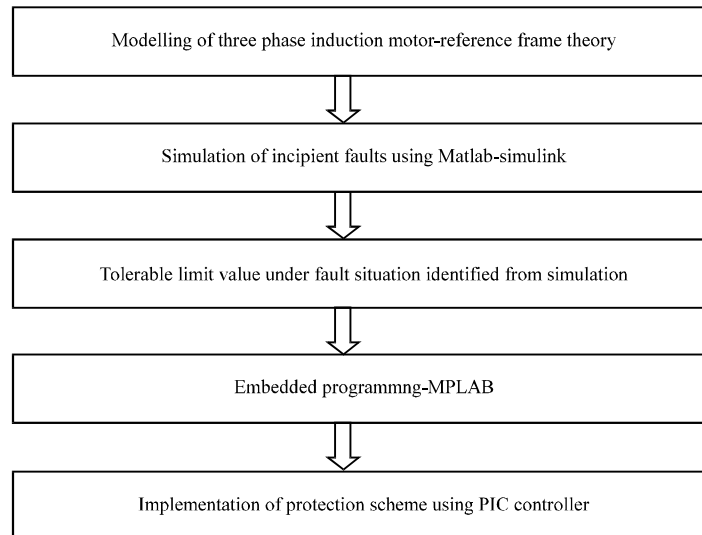 Modelling of three phase induction motor-reference frame theory
Simulation of incipient faults using Matlab-simulink
Tolerable limit value under fault situation identified from simulation
Embedded programmng-MPLAB
Implementation of protection scheme using PIC controller